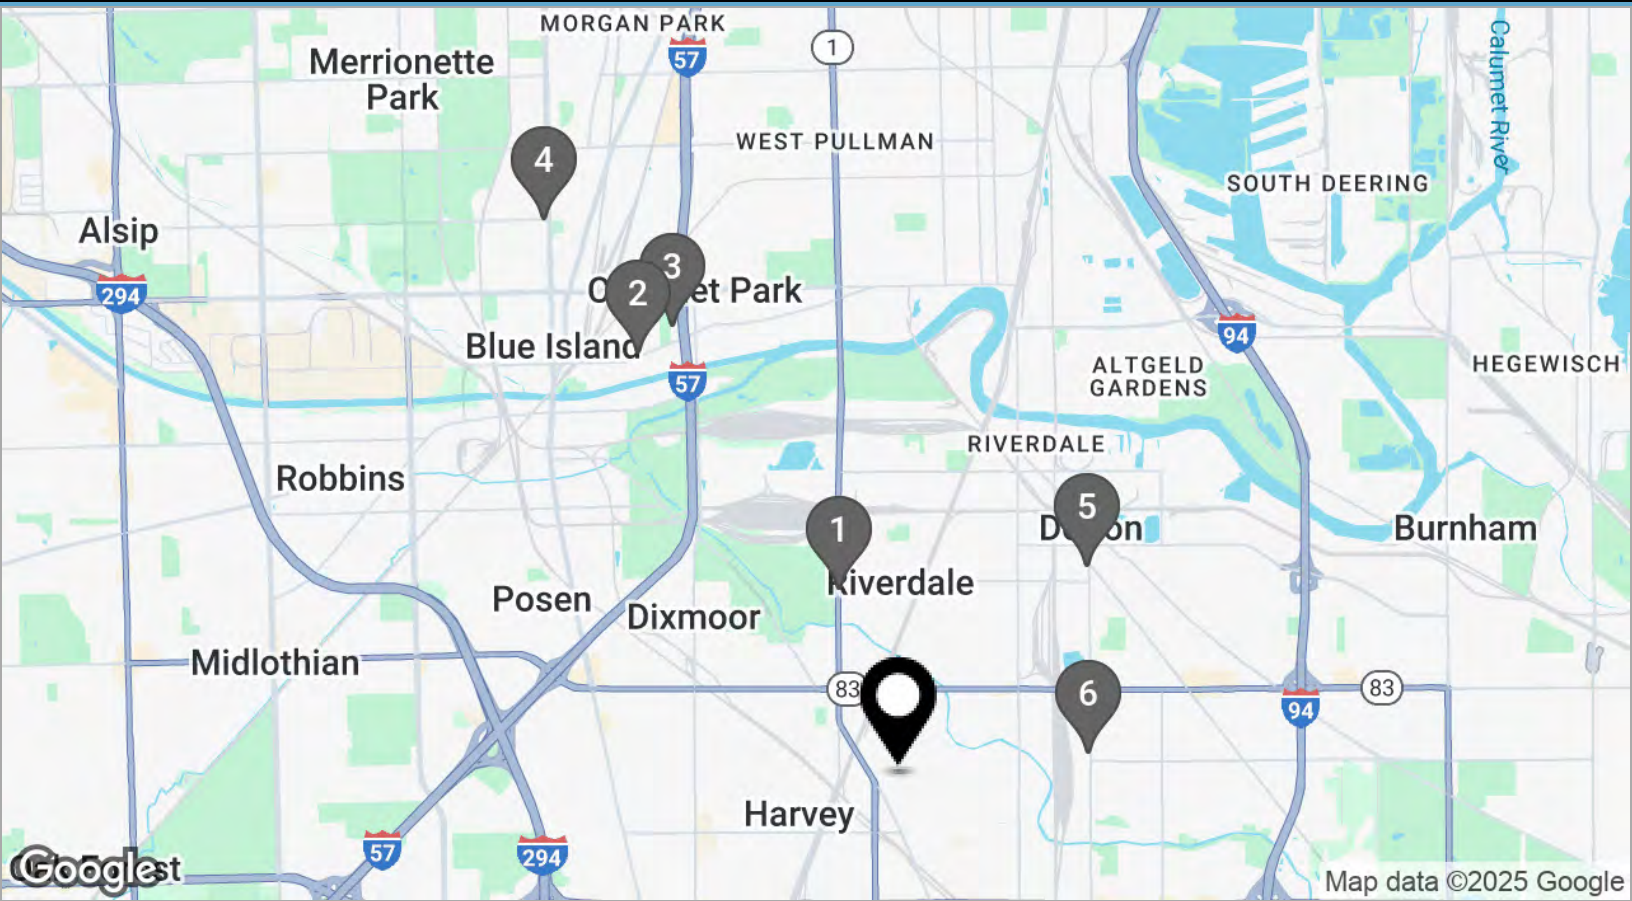 MORGAN PARK
Merrionette
Park
57
1
Calumet River
WEST PULLMAN
4
SOUTH DEERING
Alsip
294
3
2
et Park
94
Blue Island
ALTGELD
GARDENS
HEGEWISCH
57
RIVERDALE
Robbins
1
5
Burnham
Riverdale
Posen
Dixmoor
Midlothian
83
6
83
94
Harvey
57
294
Google
Map data ©2025 Google